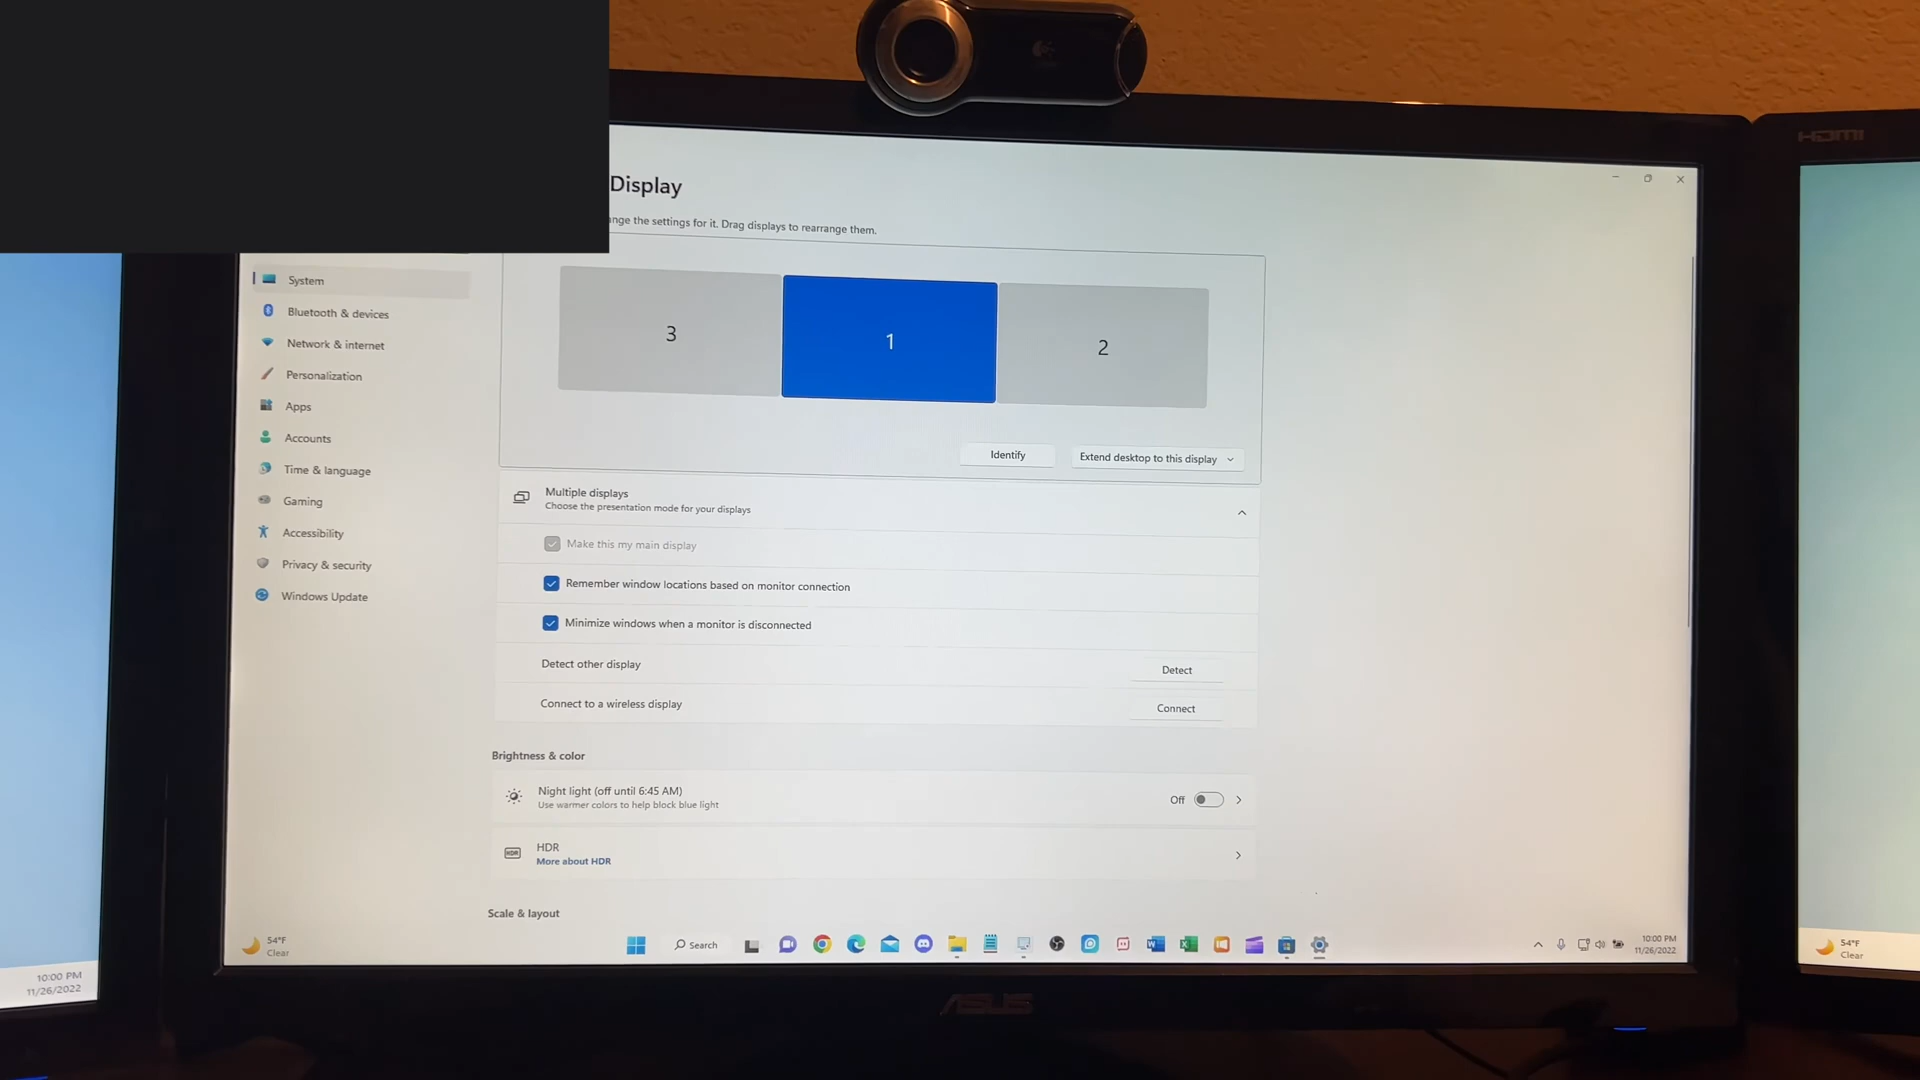 HDMI
Display
nge the settings for it. Drag displays to rearrange them.
System
Bluetooth & devices
Network & internet
Personalization
Apps
Accounts
Time & language
Gaming
Accessibility
Privacy & security
Windows Update
3
1
2
Identify
Extend desktop to this display
Multiple displays
Choose the presentation mode for your displays
Make this my main display
Remember window locations based on monitor connection
Minimize windows when a monitor is disconnected
Detect other display
Detect
Connect to a wireless display
Connect
Brightness & color
Night light (off until 6:45 AM)
Use warmer colors to help block blue light
Off
HDR
HDR
More about HDR
Scale & layout
54°F
Clear
Search
10:00 PM
11/26/2022
10:00 PM
11/26/2022
54°F
Clear
ASUS